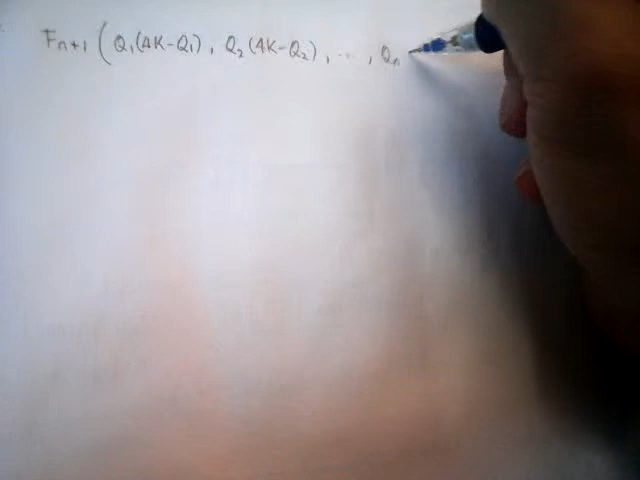 Fn+1 ( Q1(4K-Q1), Q2(4K-Q2), ..., Qn